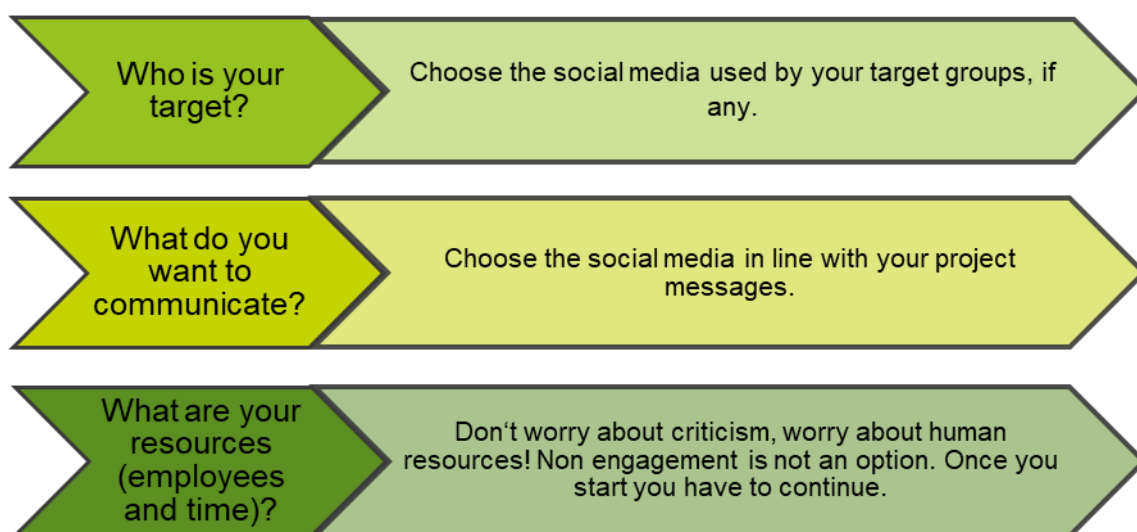 Who is your
target?
Choose the social media used by your target groups, if
any.
What do you
want to
communicate?
Choose the social media in line with your project
messages.
What are your
resources
(employees
and time)?
Don‘t worry about criticism, worry about human
resources! Non engagement is not an option. Once you
start you have to continue.